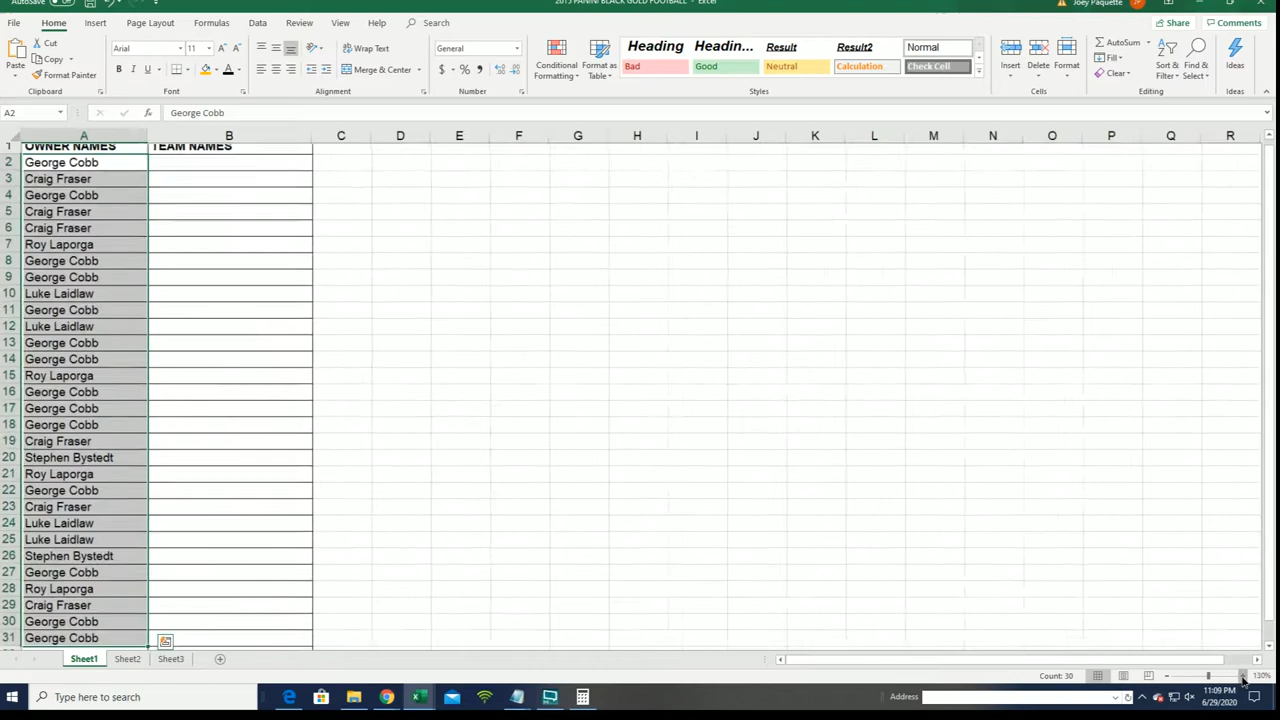 AutoSave Off 2015 PANINI BLACK GOLD FOOTBALL - Excel Joey Paquette JP
File Home Insert Page Layout Formulas Data Review View Help Search Share Comments
Paste Cut Copy Format Painter
Arial 11 A A
B I U A
Wrap Text
Merge & Center
General
$ % ,
Conditional Formatting Format as Table
Heading Headin... Result Result2 Normal
Bad Good Neutral Calculation Check Cell
Insert Delete Format
AutoSum Fill Clear
Sort & Filter Find & Select Ideas
Clipboard Font Alignment Number Styles Cells Editing Ideas
A2 fx George Cobb
A B C D E F G H I J K L M N O P Q R
1 OWNER NAMES TEAM NAMES
2 George Cobb
3 Craig Fraser
4 George Cobb
5 Craig Fraser
6 Craig Fraser
7 Roy Laporga
8 George Cobb
9 George Cobb
10 Luke Laidlaw
11 George Cobb
12 Luke Laidlaw
13 George Cobb
14 George Cobb
15 Roy Laporga
16 George Cobb
17 George Cobb
18 George Cobb
19 Craig Fraser
20 Stephen Bystedt
21 Roy Laporga
22 George Cobb
23 Craig Fraser
24 Luke Laidlaw
25 Luke Laidlaw
26 Stephen Bystedt
27 George Cobb
28 Roy Laporga
29 Craig Fraser
30 George Cobb
31 George Cobb
Sheet1 Sheet2 Sheet3
Count: 30 130%
Type here to search Address 11:09 PM
6/29/2020